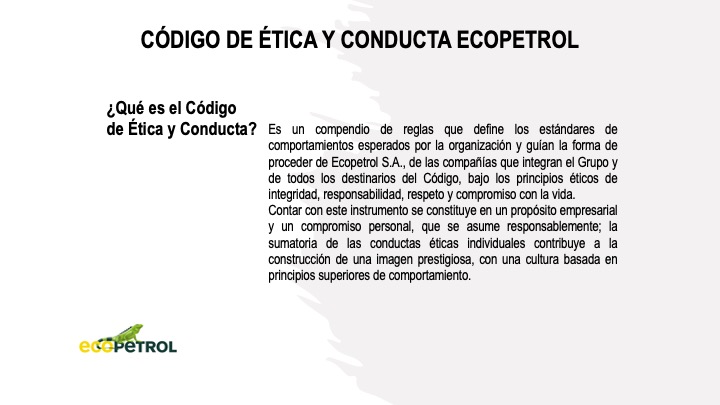 CÓDIGO DE ÉTICA Y CONDUCTA ECOPETROL
¿Qué es el Código
de Ética y Conducta?
Es un compendio de reglas que define los estándares de
comportamientos esperados por la organización y guían la forma de
proceder de Ecopetrol S.A., de las compañías que integran el Grupo y
de todos los destinarios del Código, bajo los principios éticos de
integridad, responsabilidad, respeto y compromiso con la vida.
Contar con este instrumento se constituye en un propósito empresarial
y un compromiso personal, que se asume responsablemente; la
sumatoria de las conductas éticas individuales contribuye a la
construcción de una imagen prestigiosa, con una cultura basada en
principios superiores de comportamiento.
ecoPETROL